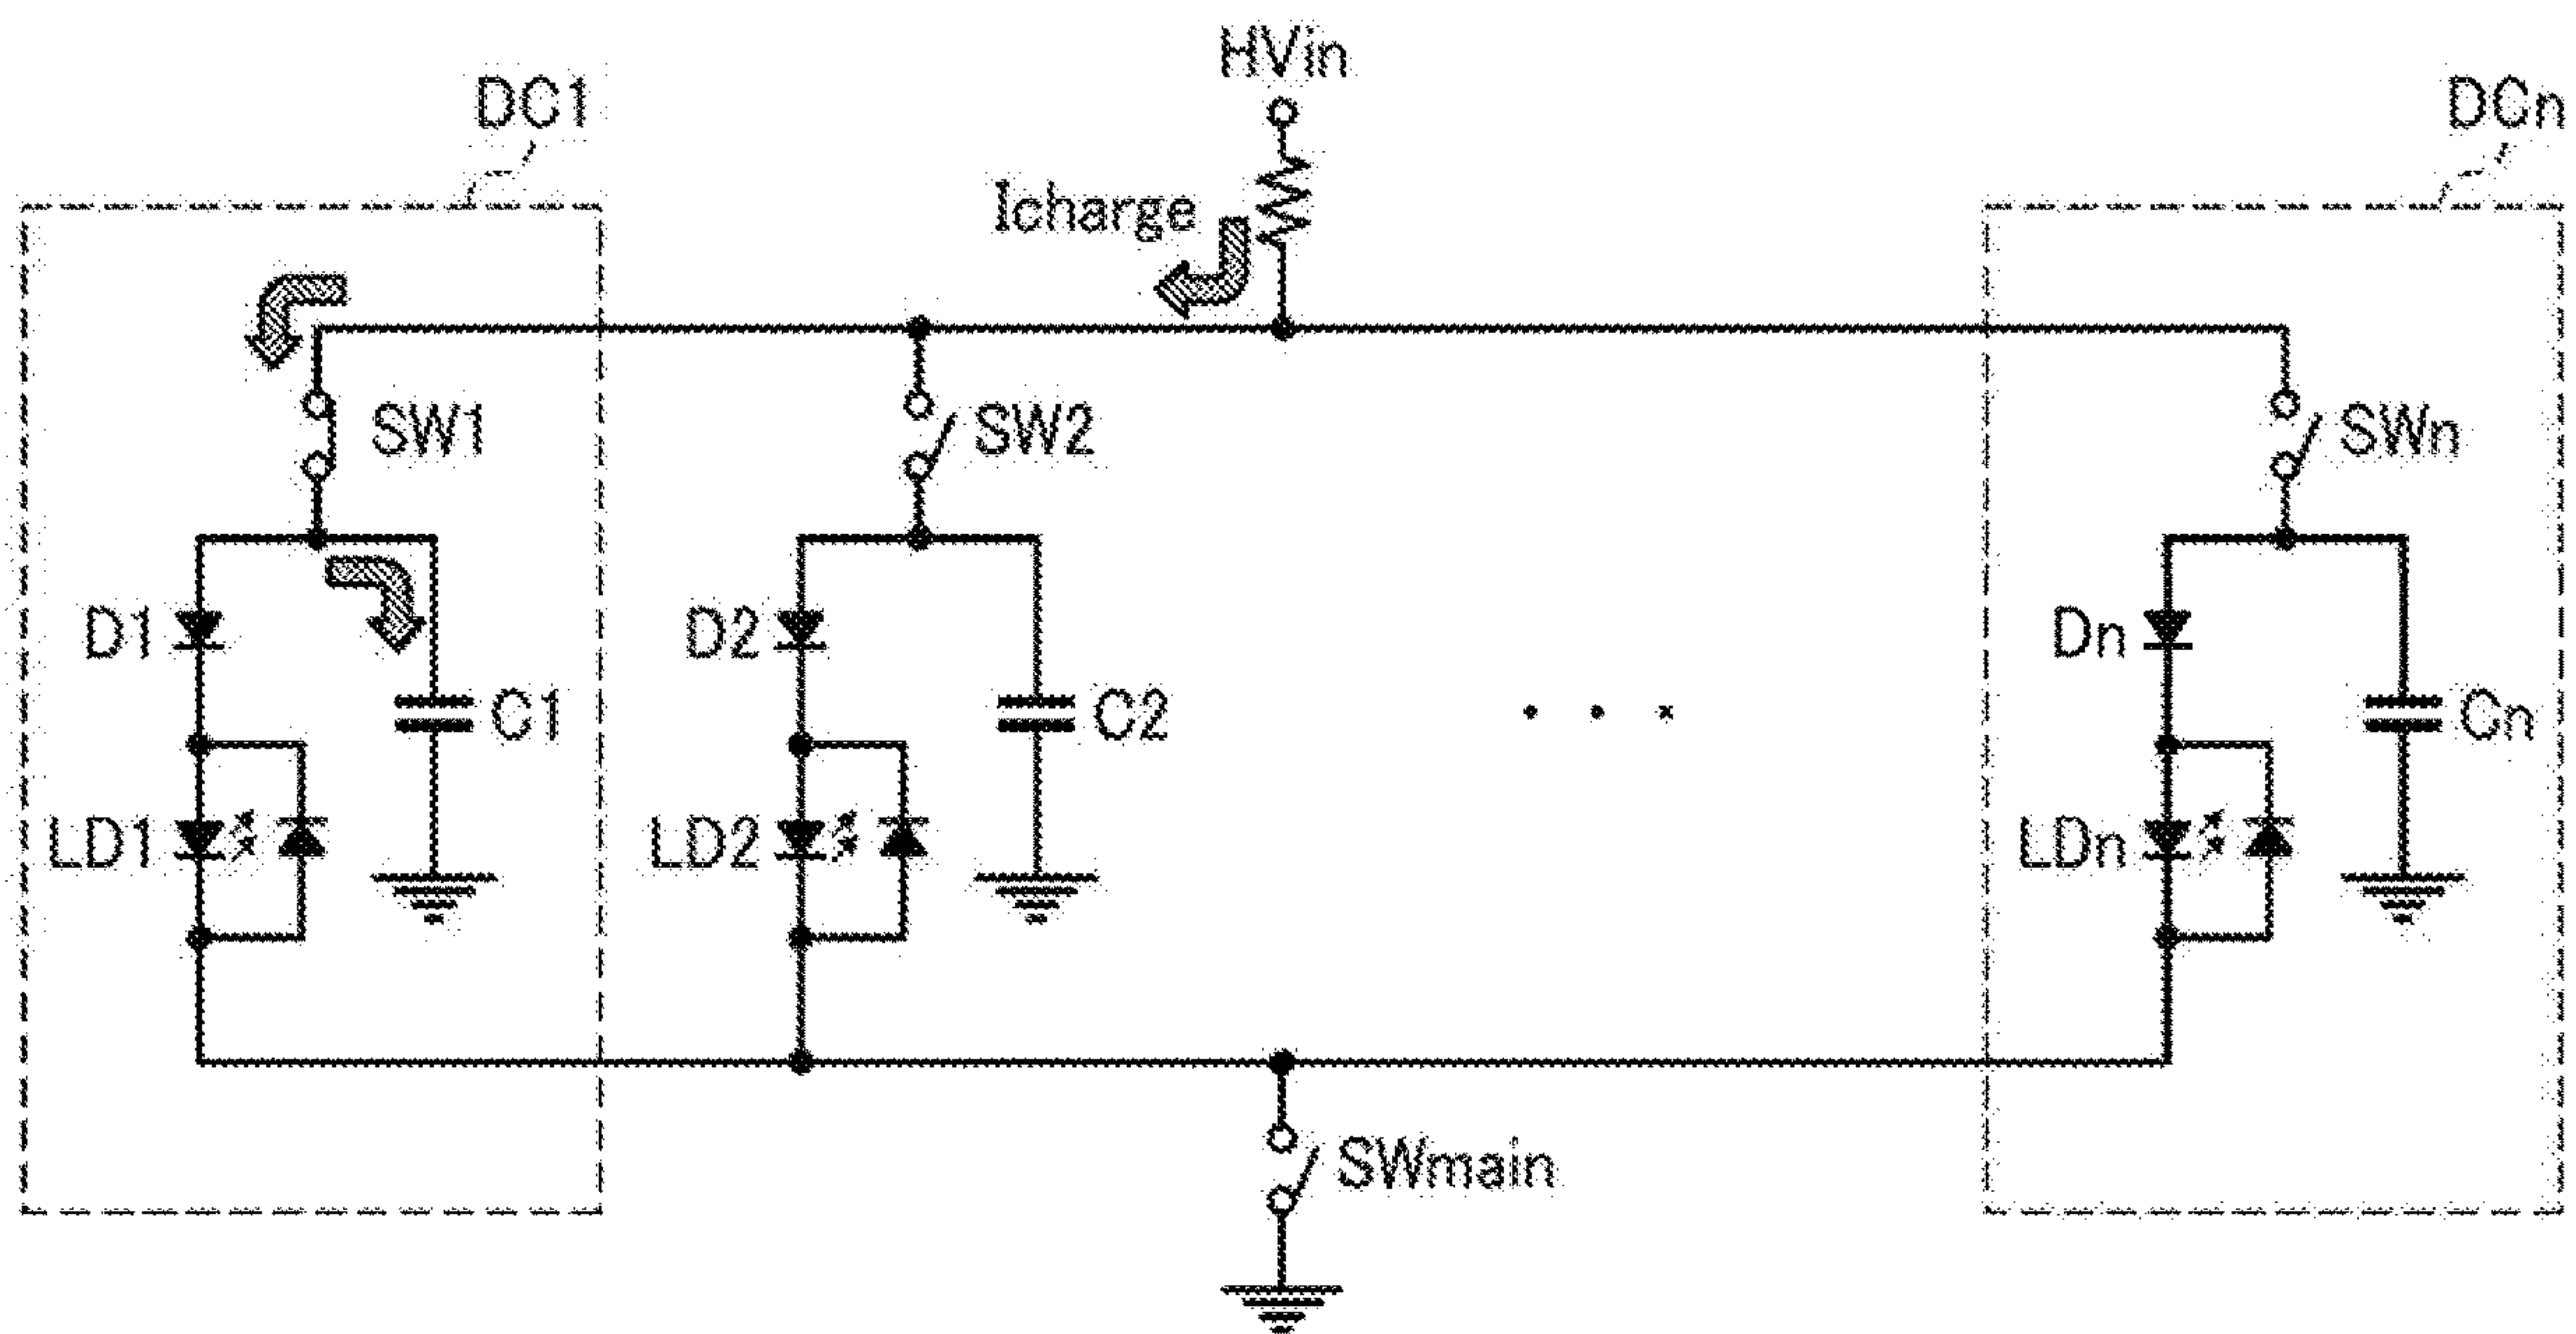 HVin
DC1
DCn
Icharge
SW1
SW2
SWn
D1
D2
Dn
C1
C2
Cn
LD1
LD2
LDn
SWmain